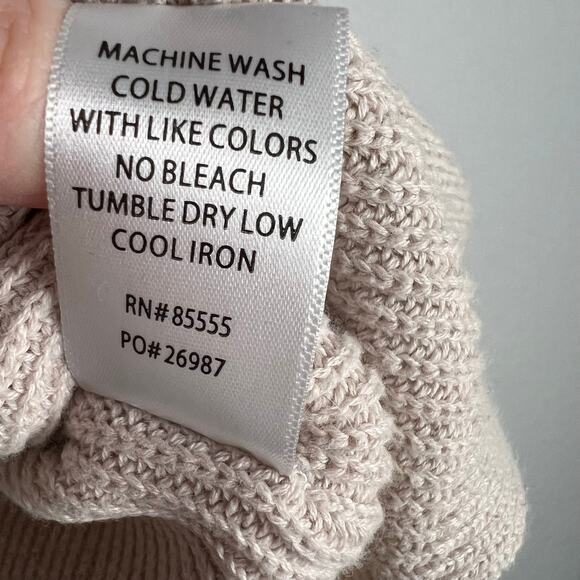 MACHINE WASH
COLD WATER
WITH LIKE COLORS
NO BLEACH
TUMBLE DRY LOW
COOL IRON
RN# 85555
PO# 26987